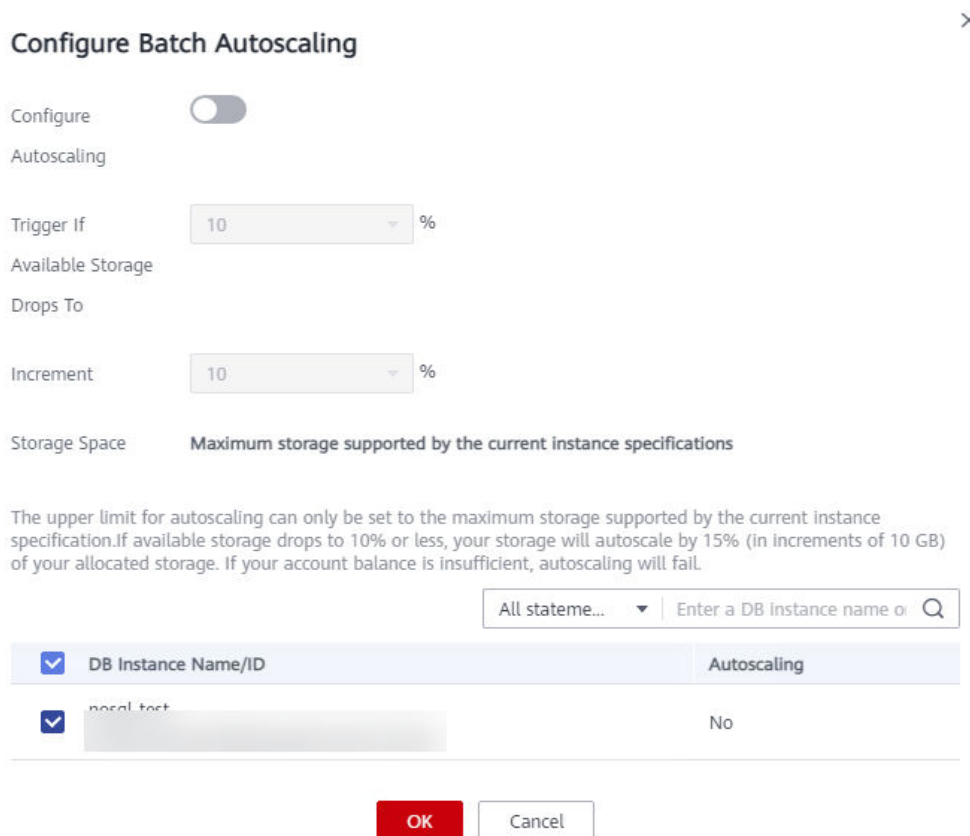 Configure Batch Autoscaling
Configure
Autoscaling
Trigger If
10
%
Available Storage
Drops To
Increment
10
%
Storage Space
Maximum storage supported by the current instance specifications
The upper limit for autoscaling can only be set to the maximum storage supported by the current instance
specification.If available storage drops to 10% or less, your storage will autoscale by 15% (in increments of 10 GB)
of your allocated storage. If your account balance is insufficient, autoscaling will fail.
All stateme...
Enter a DB instance name o
DB Instance Name/ID
Autoscaling
nosql-test
No
OK
Cancel